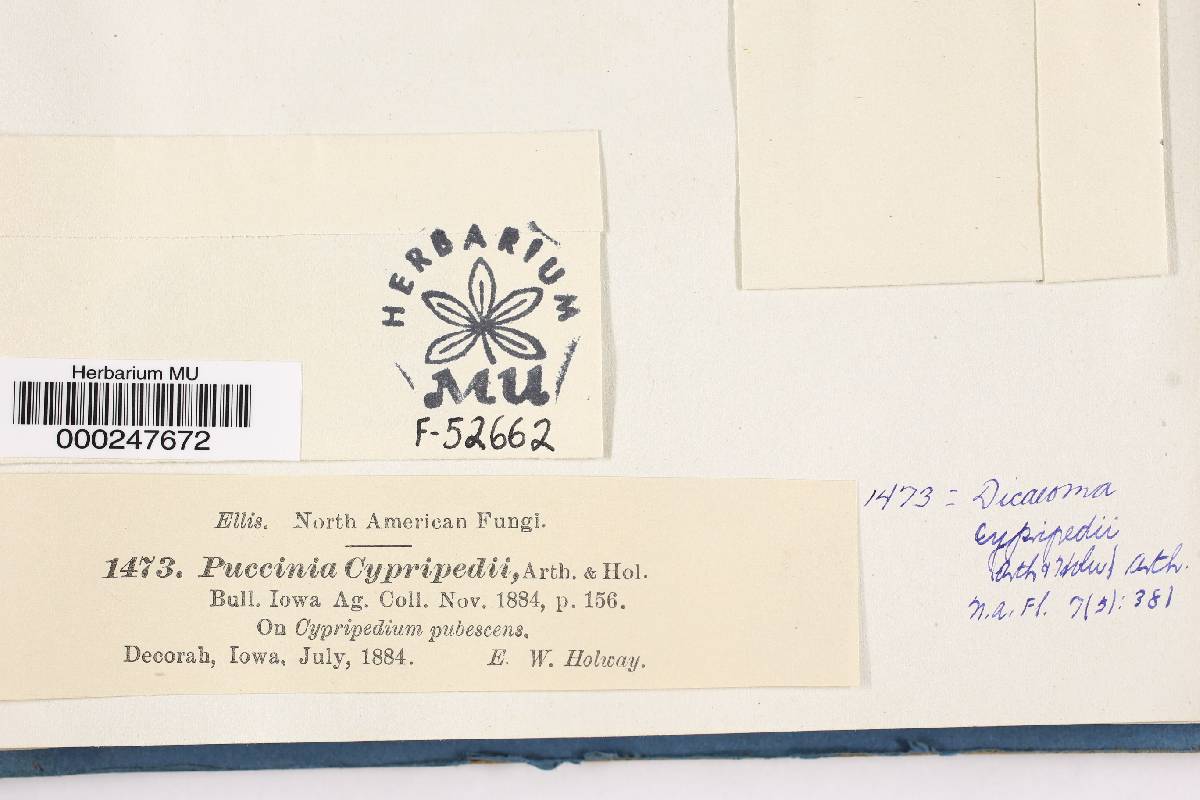 HERBARIUM
MU
F-52662
Herbarium MU
000247672
Ellis. North American Fungi.
1473. Puccinia Cypripedii, Arth. & Hol.
Bull. Iowa Ag. Coll. Nov. 1884, p. 156.
On Cypripedium pubescens.
Decorah, Iowa, July, 1884. E. W. Holway.
1473 = Dicaeoma
Cypripedii
(Arth & Holw) Arth.
N.a. Fl. 7(5): 381